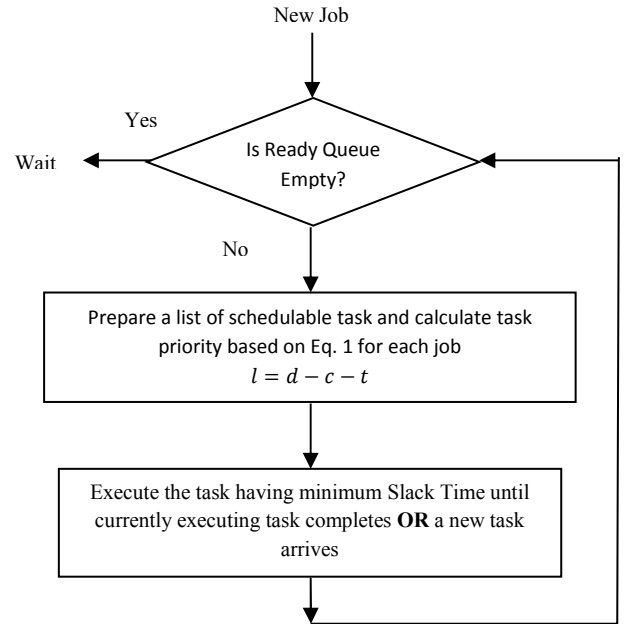 New Job
Yes
Is Ready Queue
Empty?
Wait
No
Prepare a list of schedulable task and calculate task
priority based on Eq. 1 for each job
l = d − c − t
Execute the task having minimum Slack Time until
currently executing task completes OR a new task
arrives